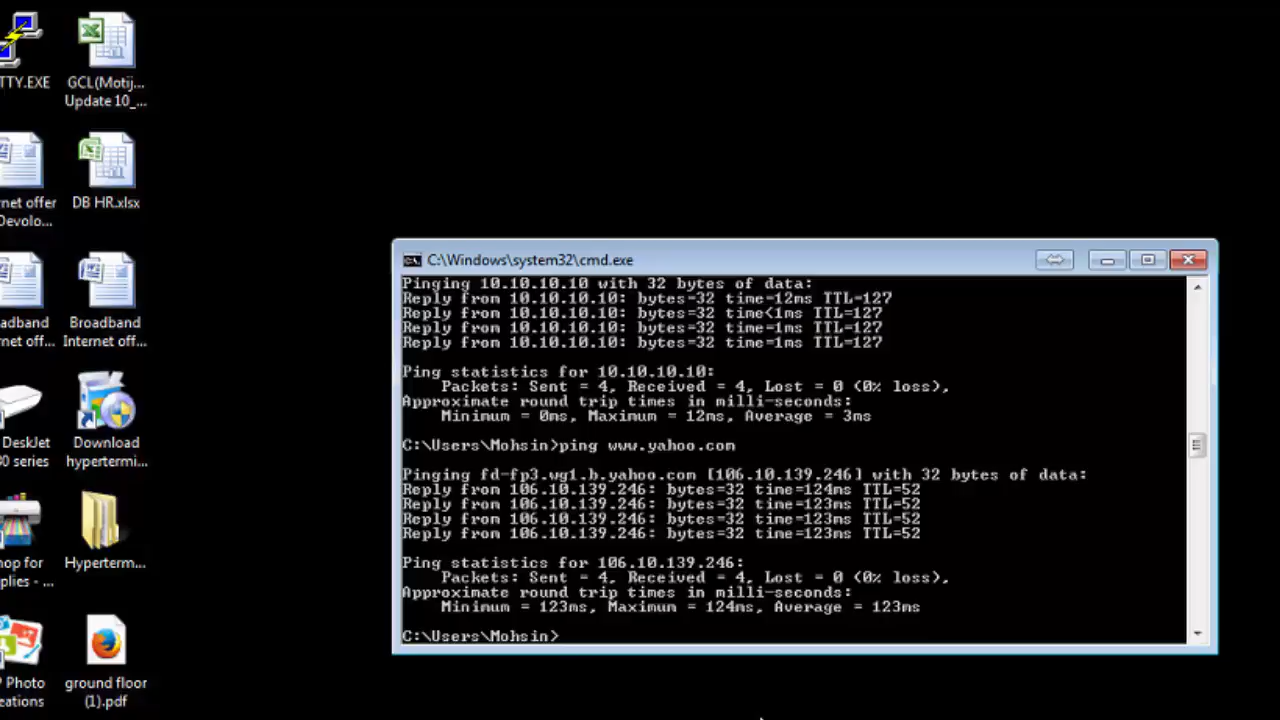 TTY.EXE
GCL(Motij...
Update 10_...
rnet offer
Devolo...
DB HR.xlsx
adband
rnet off...
Broadband
Internet off...
DeskJet
0 series
Download
hypertermi...
hop for
plies - ...
Hyperterm...
P Photo
eations
ground floor
(1).pdf
C:\Windows\system32\cmd.exe
Pinging 10.10.10.10 with 32 bytes of data:
Reply from 10.10.10.10: bytes=32 time=12ms TTL=127
Reply from 10.10.10.10: bytes=32 time<1ms TTL=127
Reply from 10.10.10.10: bytes=32 time=1ms TTL=127
Reply from 10.10.10.10: bytes=32 time=1ms TTL=127
Ping statistics for 10.10.10.10:
Packets: Sent = 4, Received = 4, Lost = 0 (0% loss),
Approximate round trip times in milli-seconds:
Minimum = 0ms, Maximum = 12ms, Average = 3ms
C:\Users\Mohsin>ping www.yahoo.com
Pinging fd-fp3.wg1.b.yahoo.com [106.10.139.246] with 32 bytes of data:
Reply from 106.10.139.246: bytes=32 time=124ms TTL=52
Reply from 106.10.139.246: bytes=32 time=123ms TTL=52
Reply from 106.10.139.246: bytes=32 time=123ms TTL=52
Reply from 106.10.139.246: bytes=32 time=123ms TTL=52
Ping statistics for 106.10.139.246:
Packets: Sent = 4, Received = 4, Lost = 0 (0% loss),
Approximate round trip times in milli-seconds:
Minimum = 123ms, Maximum = 124ms, Average = 123ms
C:\Users\Mohsin>